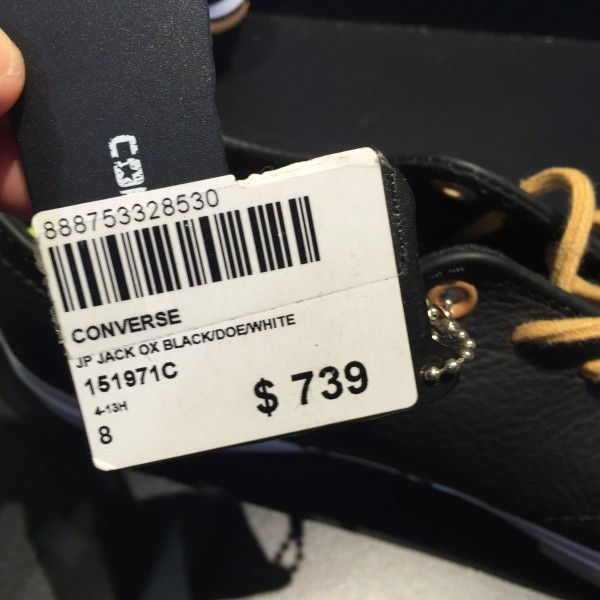 888753328530
CONVERSE
JP JACK OX BLACK/DOE/WHITE
151971C
4-13H
$ 739
8